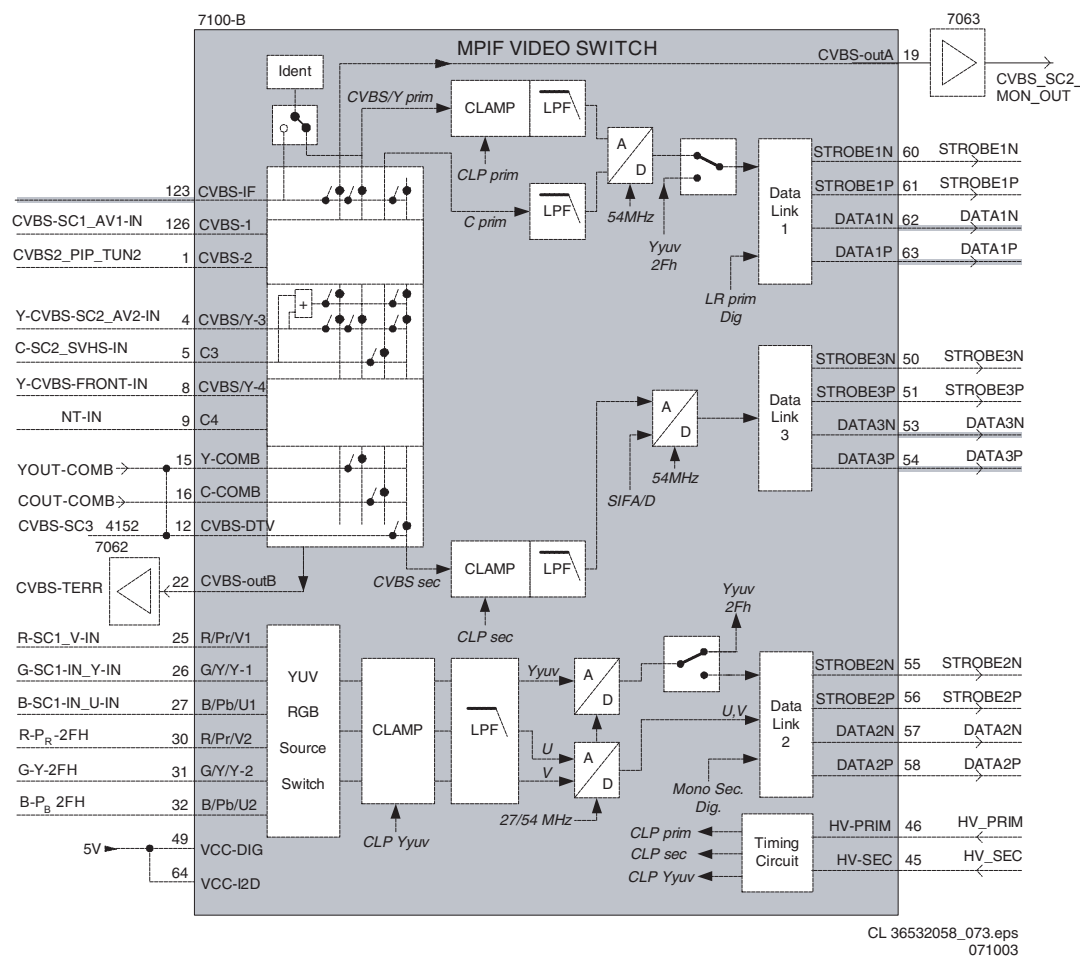 7100-B
7063
MPIF VIDEO SWITCH
CVBS-outA 19
CVBS_SC2_
MON_OUT
Ident
CVBS/Y prim
CLAMP
LPF
CLP prim
A
D
54MHz
C prim
LPF
Yyuv
2Fh
LR prim
Dig
Data
Link
1
STROBE1N 60 STROBE1N
STROBE1P 61 STROBE1P
DATA1N 62 DATA1N
DATA1P 63 DATA1P
123 CVBS-IF
CVBS-SC1_AV1-IN 126 CVBS-1
CVBS2_PIP_TUN2 1 CVBS-2
+
Y-CVBS-SC2_AV2-IN 4 CVBS/Y-3
C-SC2_SVHS-IN 5 C3
Y-CVBS-FRONT-IN 8 CVBS/Y-4
NT-IN 9 C4
YOUT-COMB 15 Y-COMB
COUT-COMB 16 C-COMB
CVBS-SC3 4152 12 CVBS-DTV
7062
CVBS-TERR 22 CVBS-outB
A
D
54MHz
SIFA/D
Data
Link
3
STROBE3N 50 STROBE3N
STROBE3P 51 STROBE3P
DATA3N 53 DATA3N
DATA3P 54 DATA3P
CVBS sec
CLAMP
LPF
CLP sec
R-SC1_V-IN 25 R/Pr/V1
G-SC1-IN_Y-IN 26 G/Y/Y-1
B-SC1-IN_U-IN 27 B/Pb/U1
R-PR-2FH 30 R/Pr/V2
G-Y-2FH 31 G/Y/Y-2
B-PB 2FH 32 B/Pb/U2
5V 49 VCC-DIG
64 VCC-I2D
YUV
RGB
Source
Switch
CLAMP
CLP Yyuv
LPF
Yyuv
U
V
A
D
A
D
27/54 MHz
Yyuv
2Fh
U,V
Mono Sec.
Dig.
Data
Link
2
STROBE2N 55 STROBE2N
STROBE2P 56 STROBE2P
DATA2N 57 DATA2N
DATA2P 58 DATA2P
CLP prim
CLP sec
CLP Yyuv
Timing
Circuit
HV-PRIM 46 HV_PRIM
HV-SEC 45 HV_SEC
CL 36532058_073.eps
071003